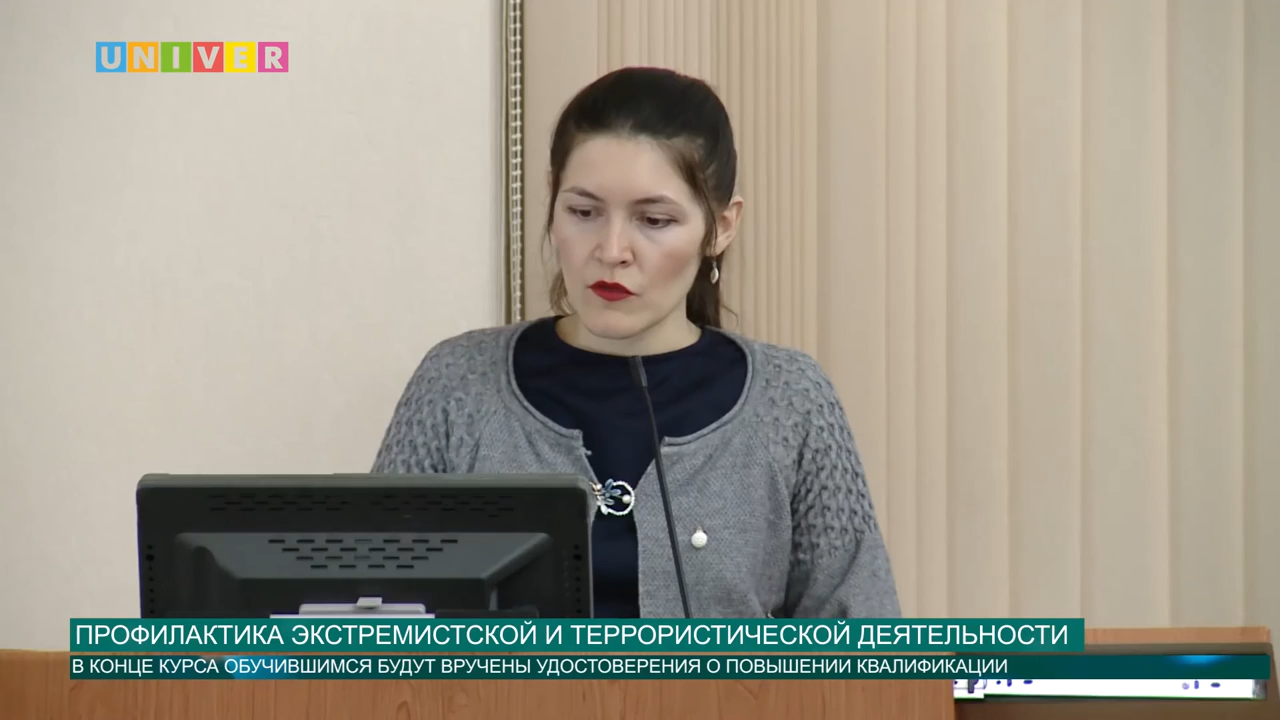 UNIVER
ПРОФИЛАКТИКА ЭКСТРЕМИСТСКОЙ И ТЕРРОРИСТИЧЕСКОЙ ДЕЯТЕЛЬНОСТИ
В КОНЦЕ КУРСА ОБУЧИВШИМСЯ БУДУТ ВРУЧЕНЫ УДОСТОВЕРЕНИЯ О ПОВЫШЕНИИ КВАЛИФИКАЦИИ